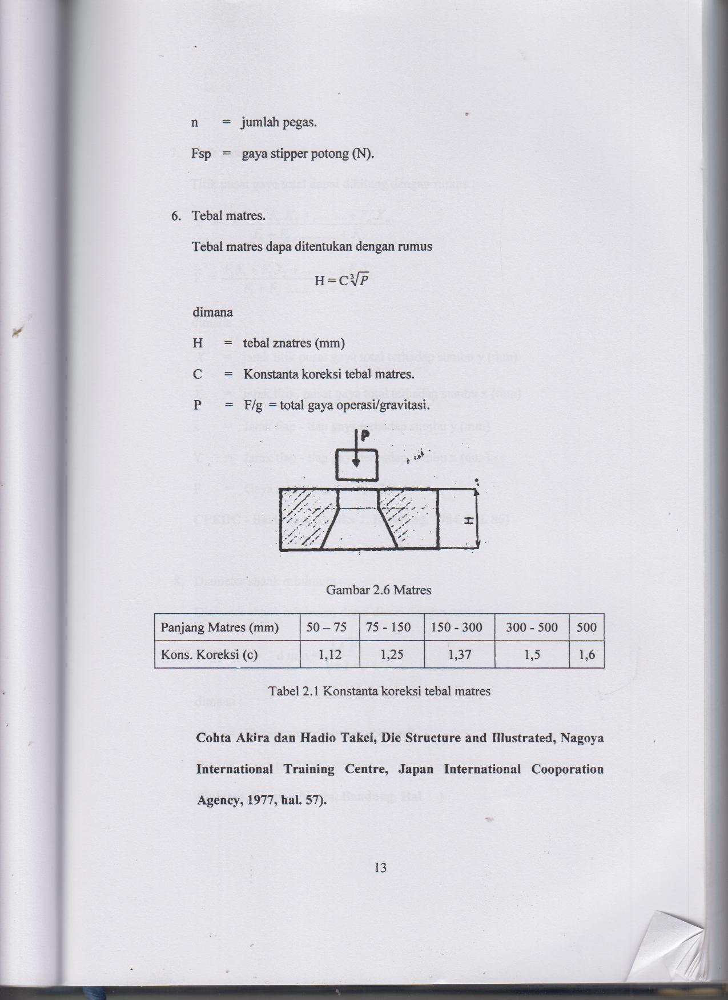 n = jumlah pegas.
Fsp = gaya stipper potong (N).
6. Tebal matres.
Tebal matres dapa ditentukan dengan rumus
H = C∛P
dimana
H = tebal znatres (mm)
C = Konstanta koreksi tebal matres.
P = F/g = total gaya operasi/gravitasi.
P
H
Gambar 2.6 Matres
Panjang Matres (mm) 50 – 75 75 - 150 150 - 300 300 - 500 500
Kons. Koreksi (c) 1,12 1,25 1,37 1,5 1,6
Tabel 2.1 Konstanta koreksi tebal matres
Cohta Akira dan Hadio Takei, Die Structure and Illustrated, Nagoya
International Training Centre, Japan International Cooporation
Agency, 1977, hal. 57).
13